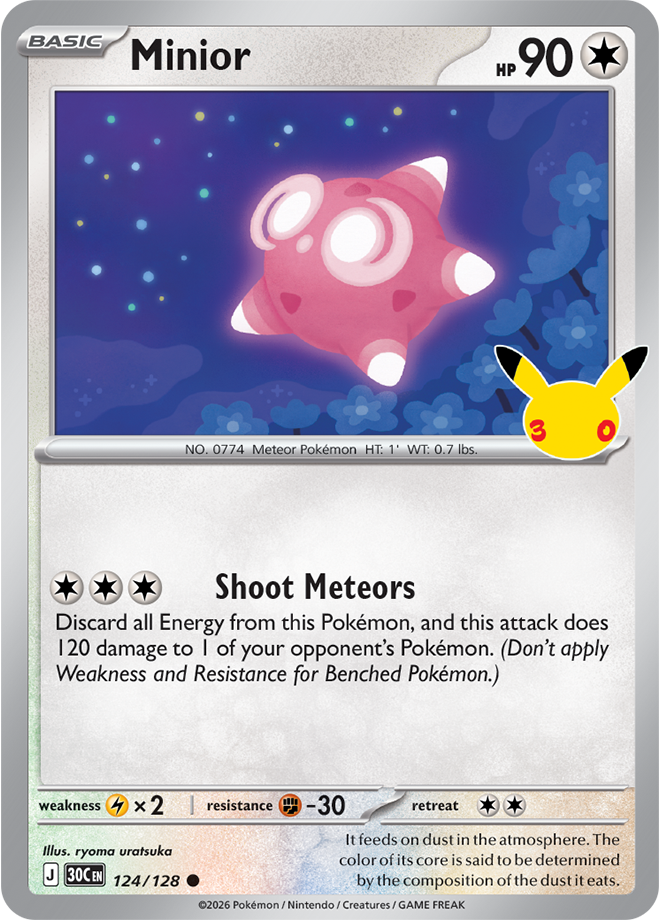 BASIC
Minior
HP 90
30
NO. 0774 Meteor Pokémon HT: 1' WT: 0.7 lbs.
Shoot Meteors
Discard all Energy from this Pokémon, and this attack does
120 damage to 1 of your opponent's Pokémon. (Don't apply
Weakness and Resistance for Benched Pokémon.)
weakness ×2 resistance -30 retreat
Illus. ryoma uratsuka
J 30C EN 124/128
It feeds on dust in the atmosphere. The
color of its core is said to be determined
by the composition of the dust it eats.
©2026 Pokémon / Nintendo / Creatures / GAME FREAK